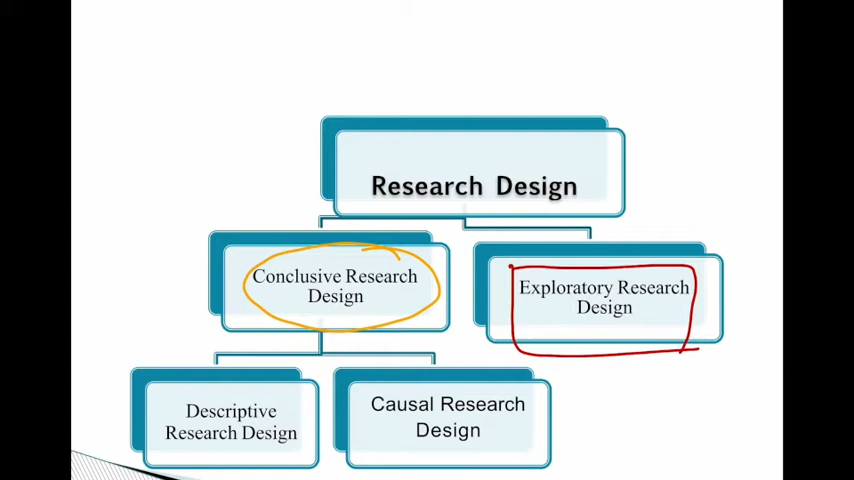 Research Design
Conclusive Research
Design
Exploratory Research
Design
Descriptive
Research Design
Causal Research
Design